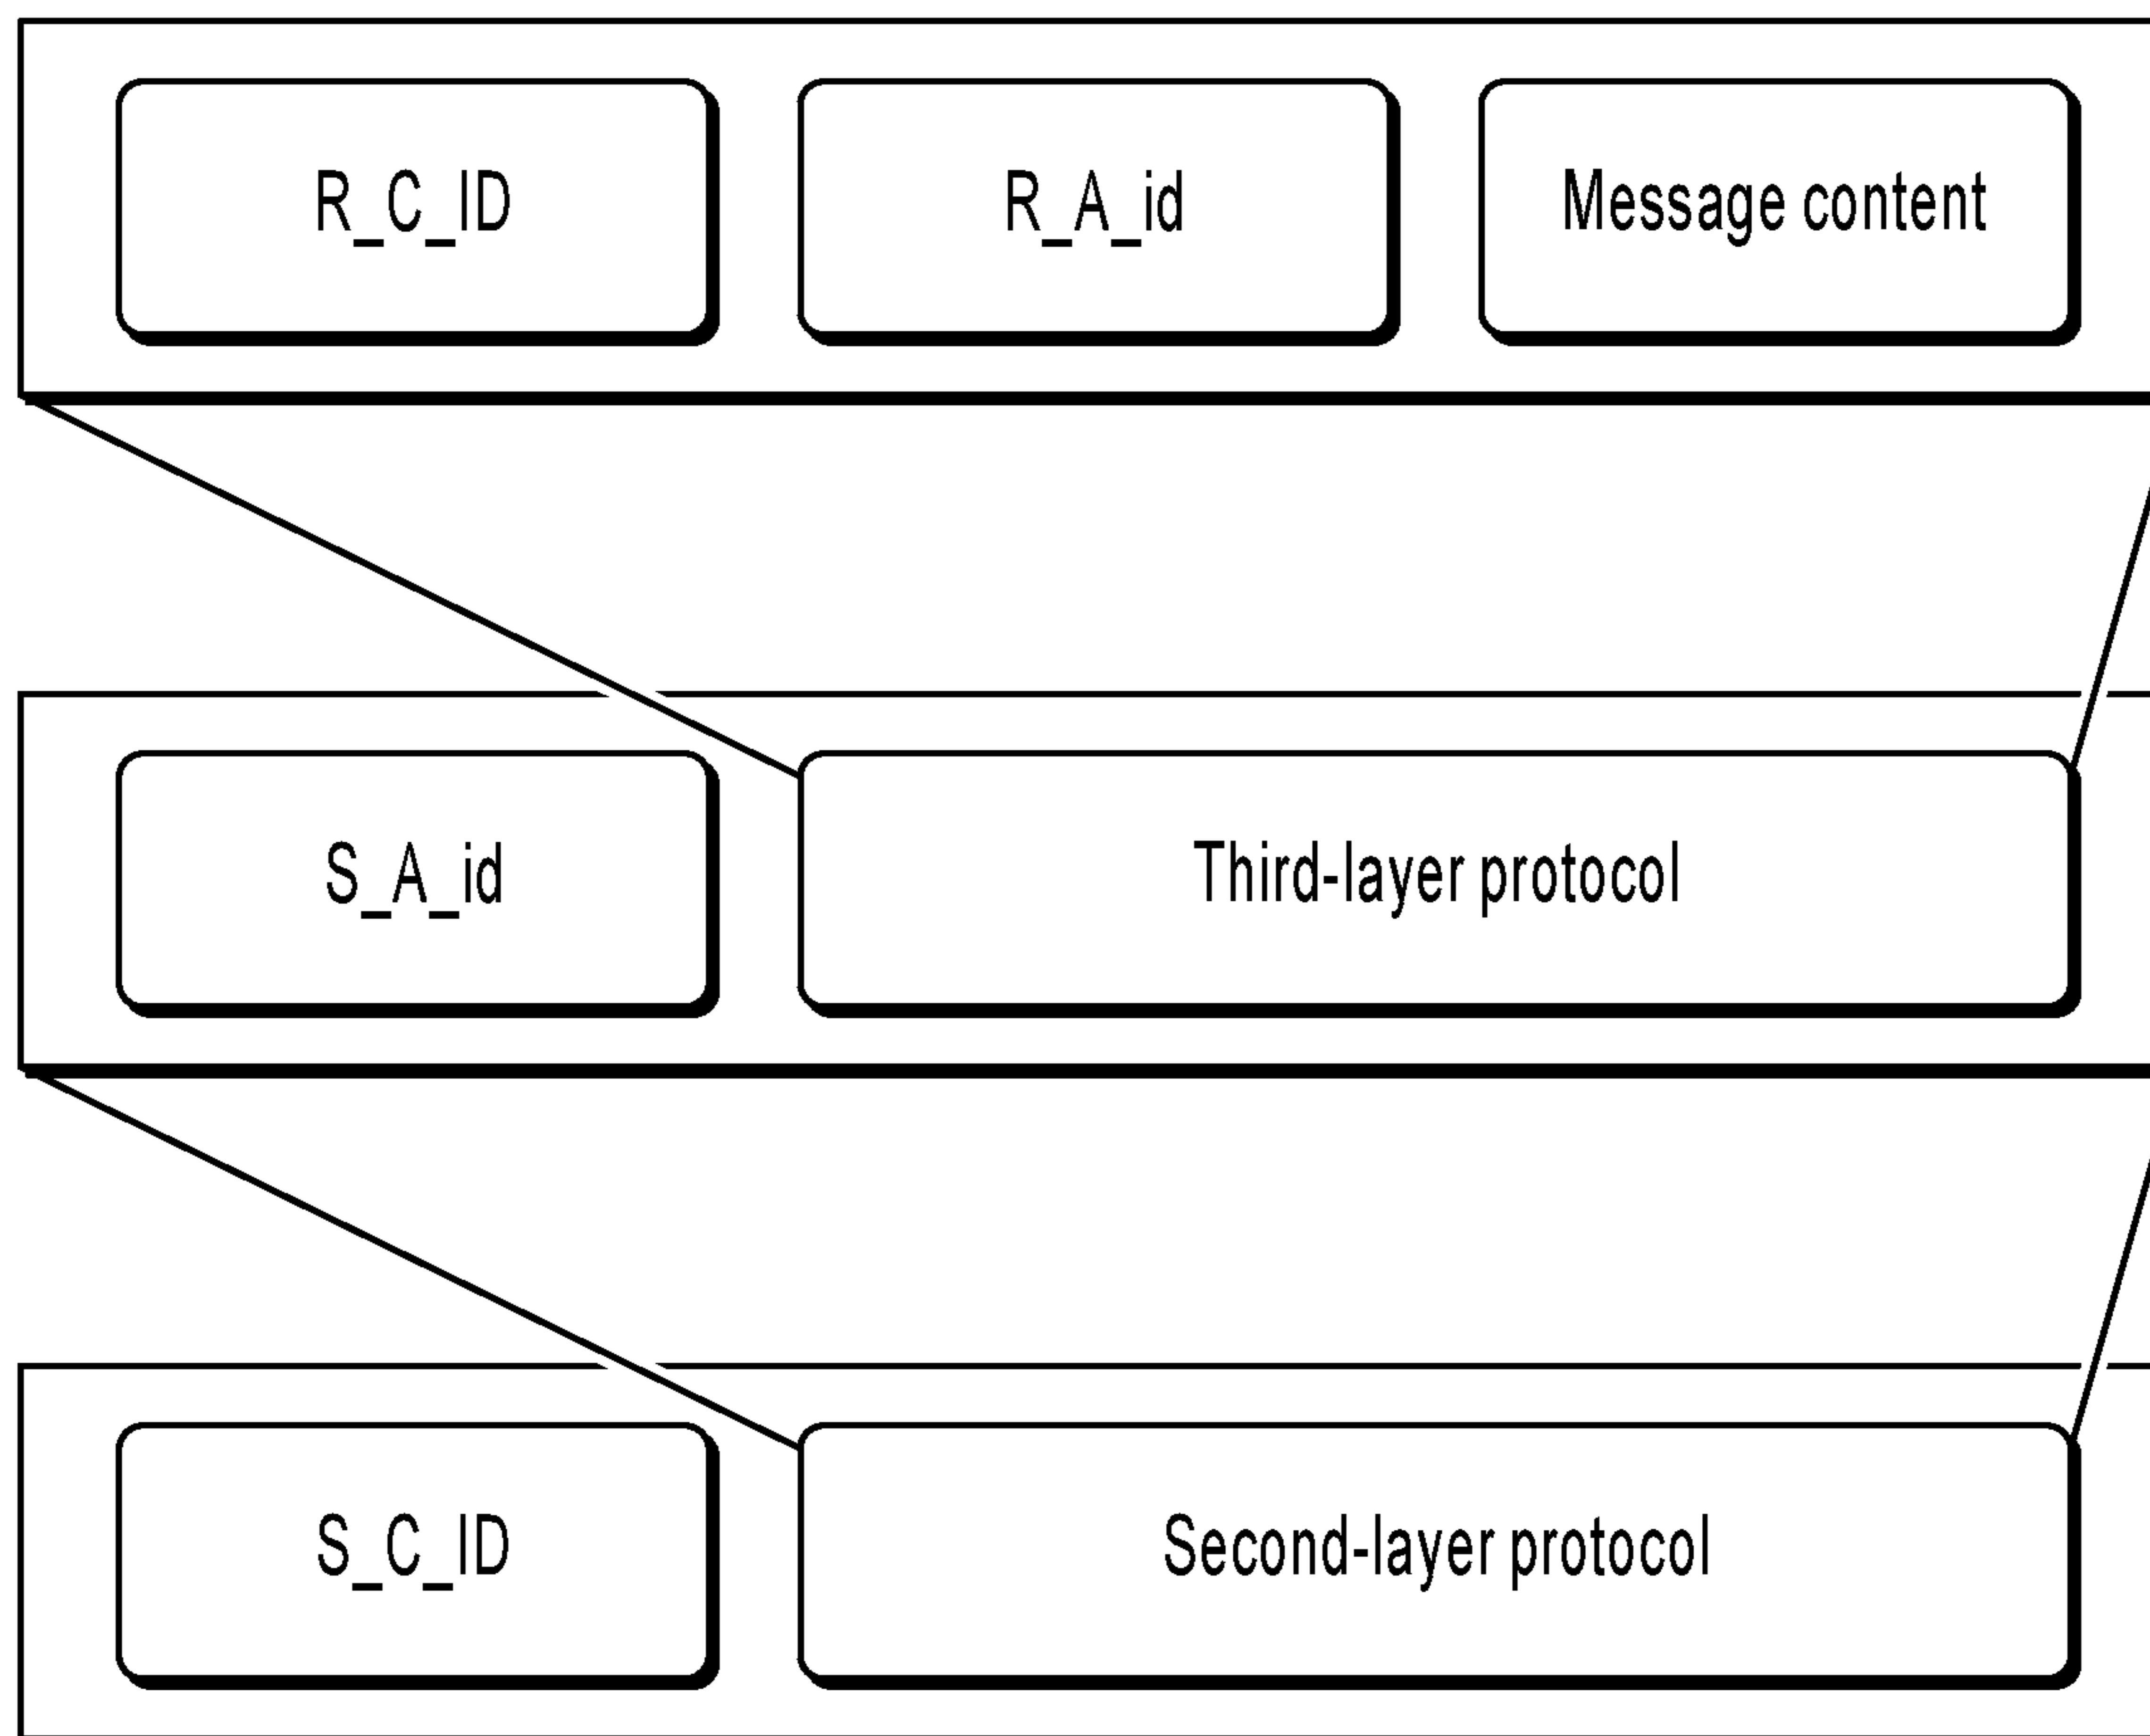 R_C_ID
R_A_id
Message content
S_A_id
Third-layer protocol
S_C_ID
Second-layer protocol